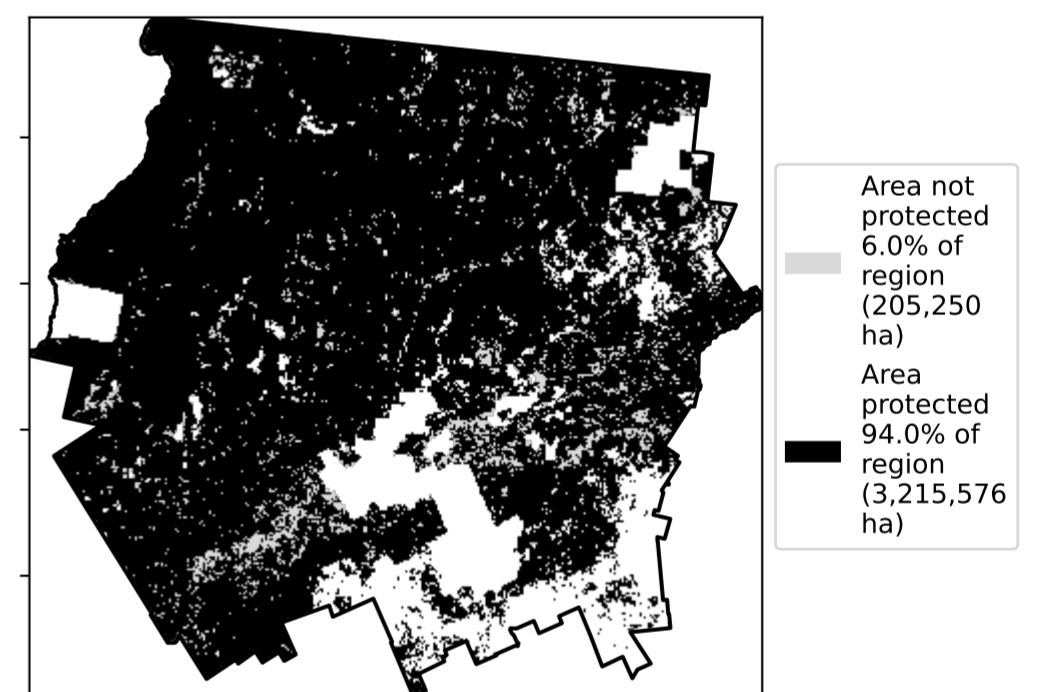 Area not
protected
6.0% of
region
(205,250
ha)
Area
protected
94.0% of
region
(3,215,576
ha)